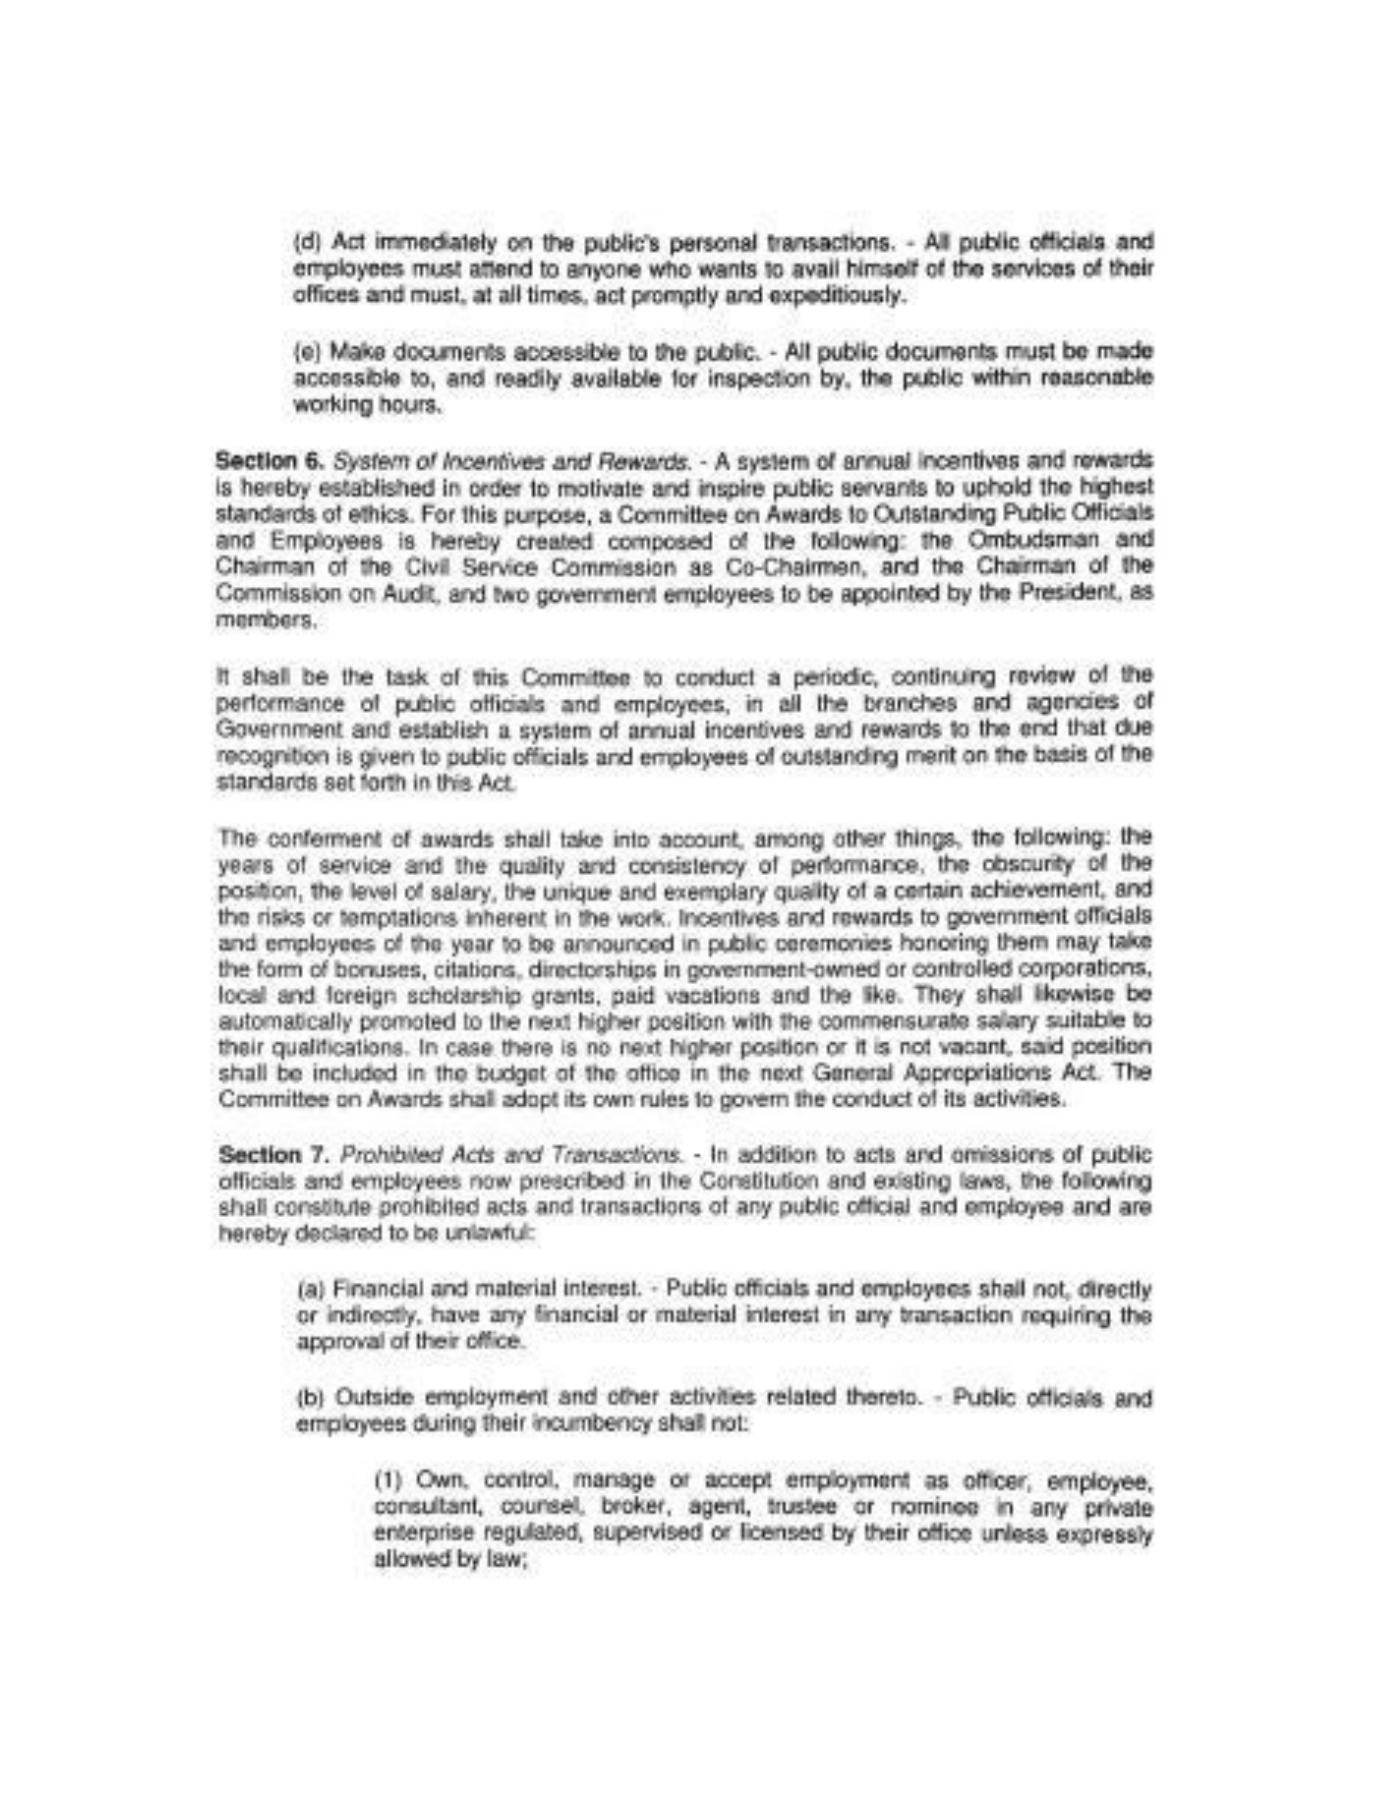 (d) Act immediately on the public's personal transactions. - All public officials and
employees must attend to anyone who wants to avail himself of the services of their
offices and must, at all times, act promptly and expeditiously.
(e) Make documents accessible to the public. - All public documents must be made
accessible to, and readily available for inspection by, the public within reasonable
working hours.
Section 6. System of Incentives and Rewards. - A system of annual incentives and rewards
is hereby established in order to motivate and inspire public servants to uphold the highest
standards of ethics. For this purpose, a Committee on Awards to Outstanding Public Officials
and Employees is hereby created composed of the following: the Ombudsman and
Chairman of the Civil Service Commission as Co-Chairmen, and the Chairman of the
Commission on Audit, and two government employees to be appointed by the President, as
members.
It shall be the task of this Committee to conduct a periodic, continuing review of the
performance of public officials and employees, in all the branches and agencies of
Government and establish a system of annual incentives and rewards to the end that due
recognition is given to public officials and employees of outstanding merit on the basis of the
standards set forth in this Act.
The conferment of awards shall take into account, among other things, the following: the
years of service and the quality and consistency of performance, the obscurity of the
position, the level of salary, the unique and exemplary quality of a certain achievement, and
the risks or temptations inherent in the work. Incentives and rewards to government officials
and employees of the year to be announced in public ceremonies honoring them may take
the form of bonuses, citations, directorships in government-owned or controlled corporations,
local and foreign scholarship grants, paid vacations and the like. They shall likewise be
automatically promoted to the next higher position with the commensurate salary suitable to
their qualifications. In case there is no next higher position or it is not vacant, said position
shall be included in the budget of the office in the next General Appropriations Act. The
Committee on Awards shall adopt its own rules to govern the conduct of its activities.
Section 7. Prohibited Acts and Transactions. - In addition to acts and omissions of public
officials and employees now prescribed in the Constitution and existing laws, the following
shall constitute prohibited acts and transactions of any public official and employee and are
hereby declared to be unlawful:
(a) Financial and material interest. - Public officials and employees shall not, directly
or indirectly, have any financial or material interest in any transaction requiring the
approval of their office.
(b) Outside employment and other activities related thereto. - Public officials and
employees during their incumbency shall not:
(1) Own, control, manage or accept employment as officer, employee,
consultant, counsel, broker, agent, trustee or nominee in any private
enterprise regulated, supervised or licensed by their office unless expressly
allowed by law;